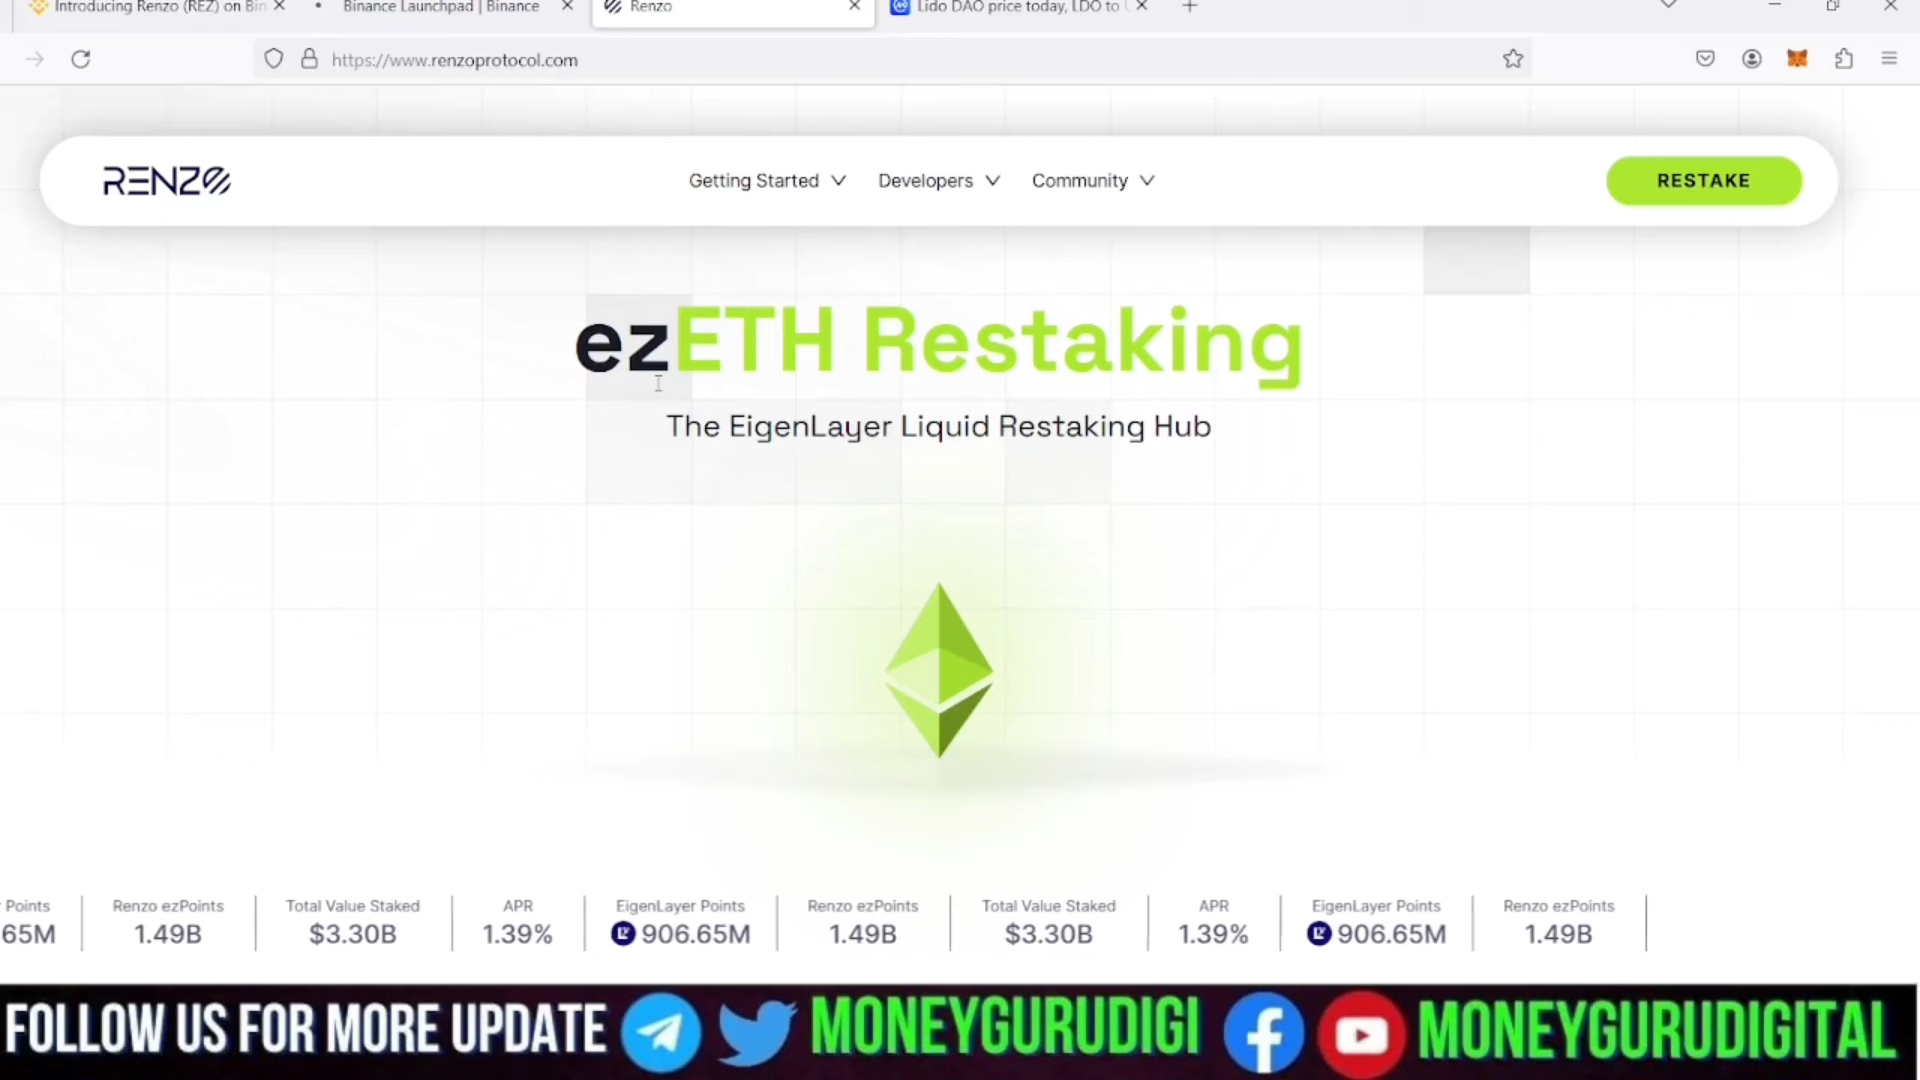 Introducing Renzo (REZ) on Bin
Binance Launchpad | Binance
Renzo
Lido DAO price today, LDO to
https://www.renzoprotocol.com
RENZO
Getting Started
Developers
Community
RESTAKE
ezETH Restaking
The EigenLayer Liquid Restaking Hub
Points Renzo ezPoints Total Value Staked APR EigenLayer Points Renzo ezPoints Total Value Staked APR EigenLayer Points Renzo ezPoints
65M 1.49B $3.30B 1.39% 906.65M 1.49B $3.30B 1.39% 906.65M 1.49B
FOLLOW US FOR MORE UPDATE MONEYGURUDIGI MONEYGURUDIGITAL